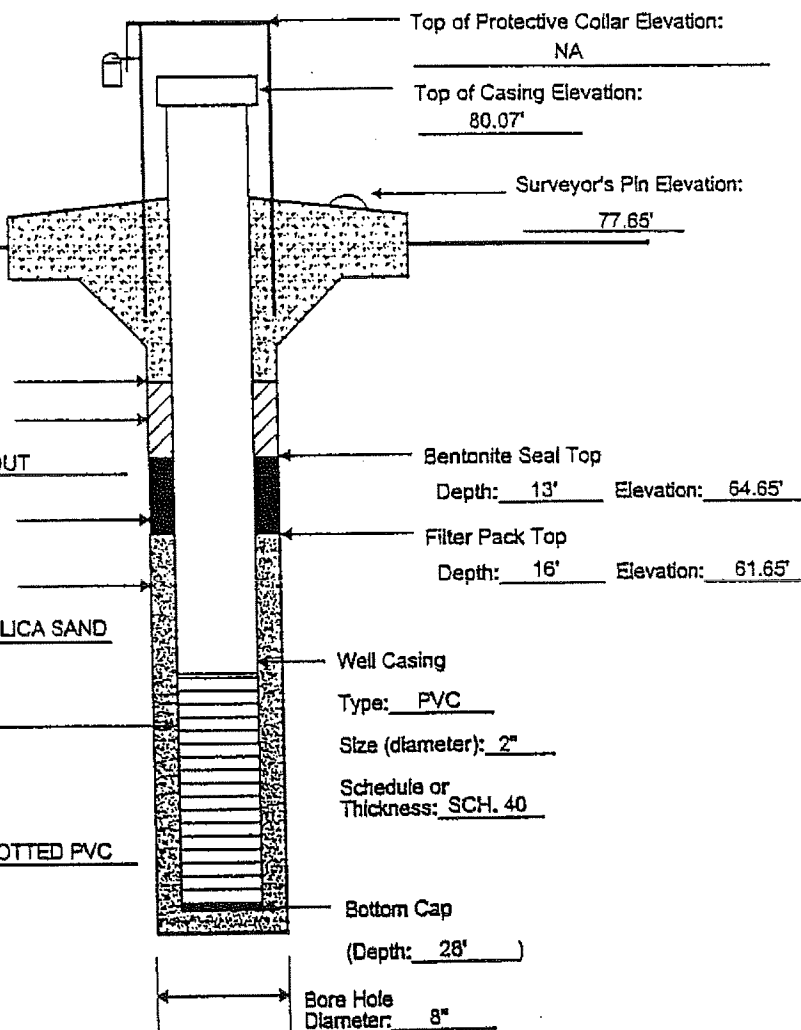 Top of Protective Collar Elevation:
NA
Top of Casing Elevation:
80.07'
Surveyor's Pin Elevation:
77.65'
OUT
Bentonite Seal Top
Depth: 13' Elevation: 64.65'
Filter Pack Top
Depth: 16' Elevation: 61.65'
LICA SAND
Well Casing
Type: PVC
Size (diameter): 2"
Schedule or
Thickness: SCH. 40
OTTED PVC
Bottom Cap
(Depth: 28' )
Bore Hole
Diameter: 8"